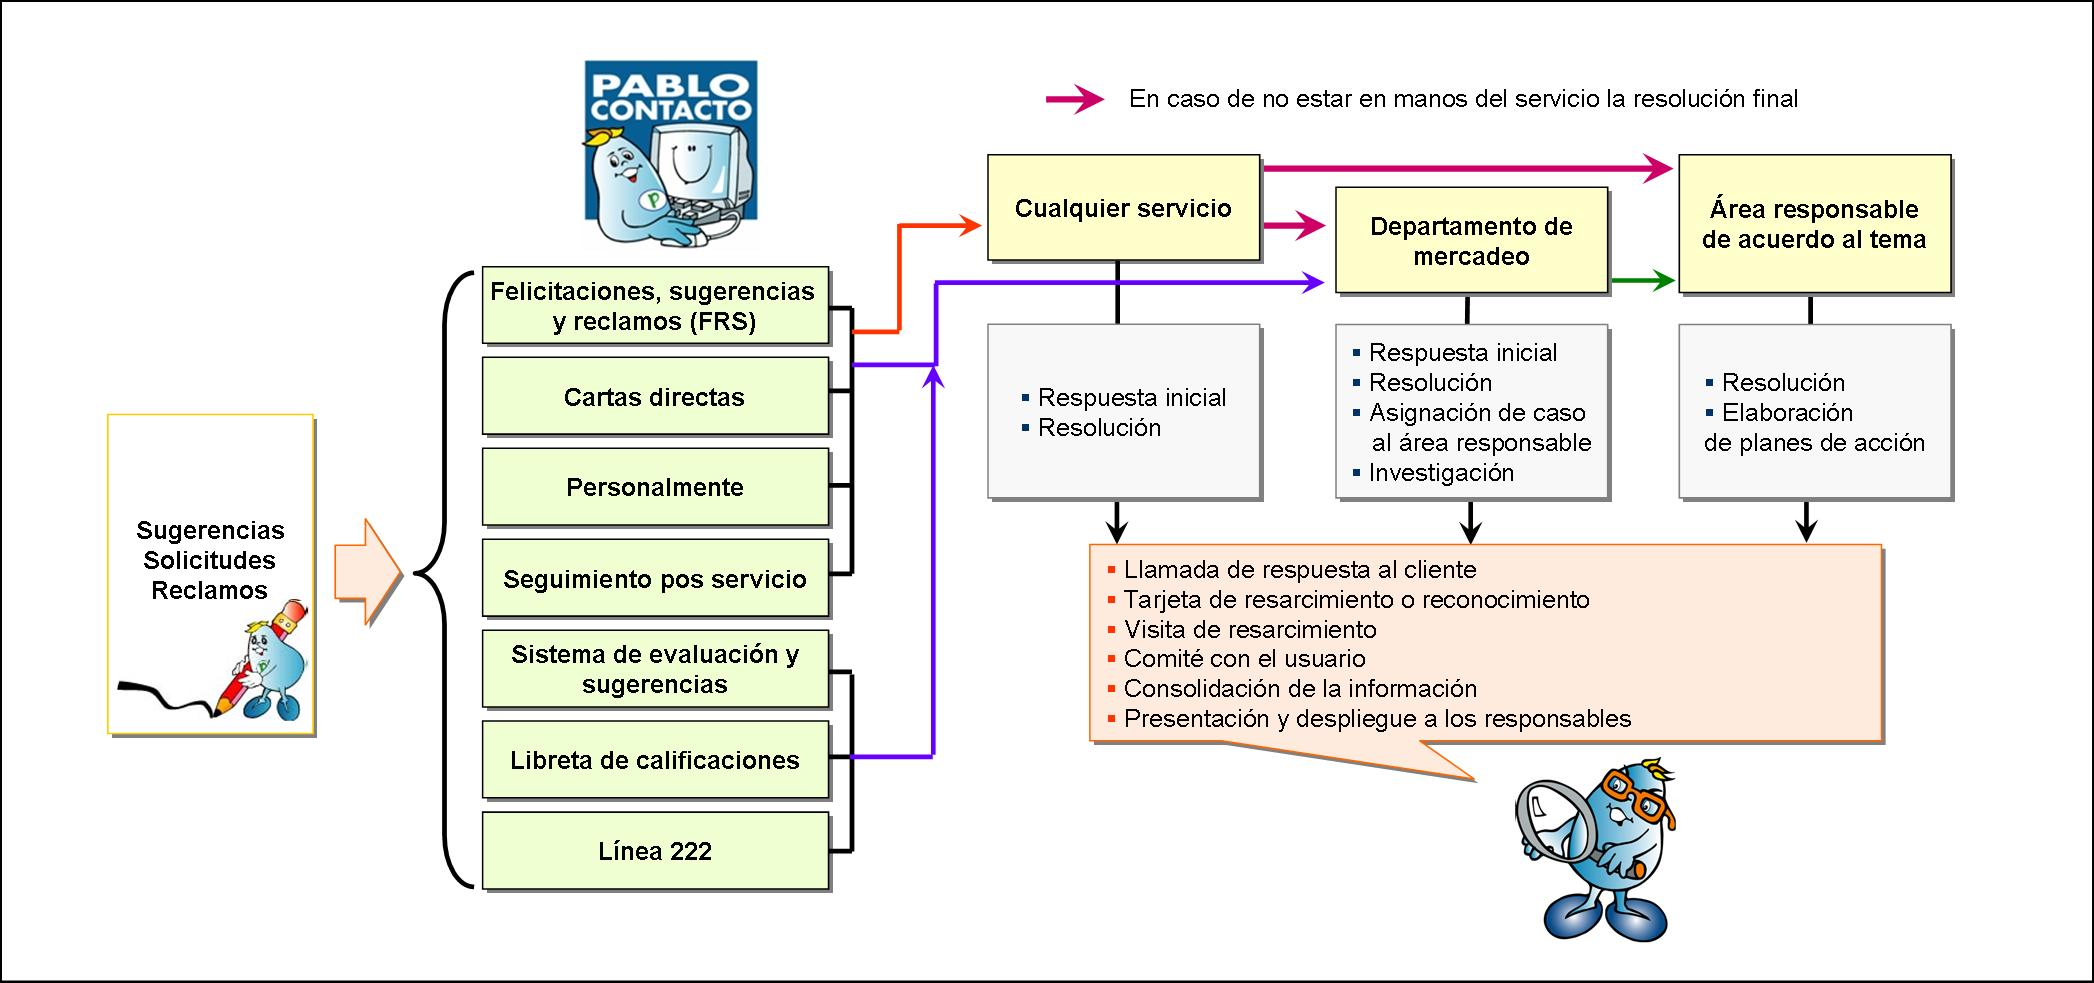 PABLO
CONTACTO
En caso de no estar en manos del servicio la resolución final
Sugerencias
Solicitudes
Reclamos
Felicitaciones, sugerencias
y reclamos (FRS)
Cartas directas
Personalmente
Seguimiento pos servicio
Sistema de evaluación y
sugerencias
Libreta de calificaciones
Línea 222
Cualquier servicio
▪ Respuesta inicial
▪ Resolución
Departamento de
mercadeo
▪ Respuesta inicial
▪ Resolución
▪ Asignación de caso
al área responsable
▪ Investigación
Área responsable
de acuerdo al tema
▪ Resolución
▪ Elaboración
de planes de acción
▪ Llamada de respuesta al cliente
▪ Tarjeta de resarcimiento o reconocimiento
▪ Visita de resarcimiento
▪ Comité con el usuario
▪ Consolidación de la información
▪ Presentación y despliegue a los responsables